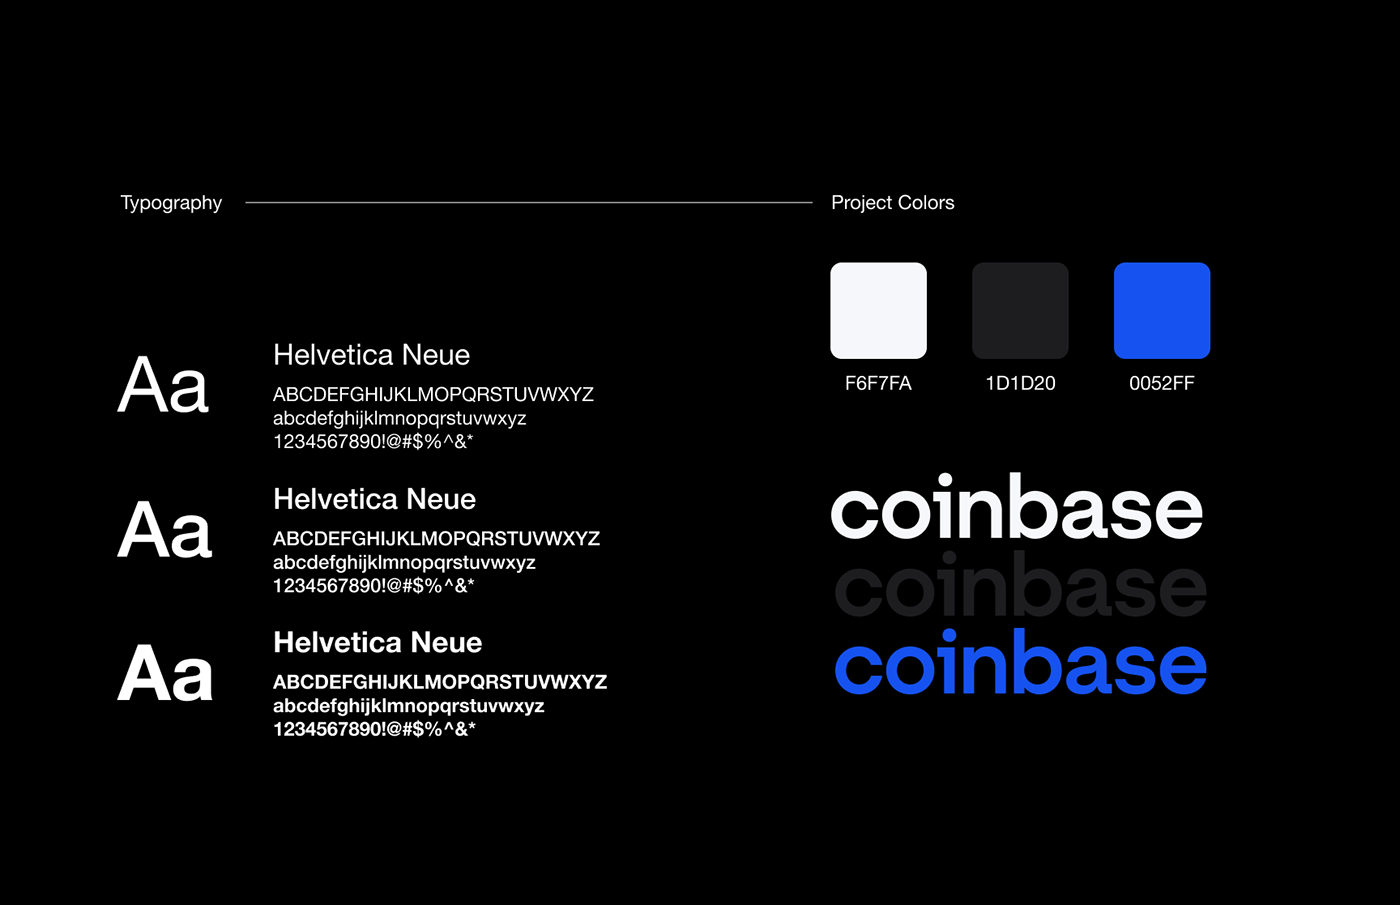 Typography
Project Colors
Aa
Helvetica Neue
ABCDEFGHIJKLMOPQRSTUVWXYZ
abcdefghijklmnopqrstuvwxyz
1234567890!@#$%^&*
Aa
Helvetica Neue
ABCDEFGHIJKLMOPQRSTUVWXYZ
abcdefghijklmnopqrstuvwxyz
1234567890!@#$%^&*
Aa
Helvetica Neue
ABCDEFGHIJKLMOPQRSTUVWXYZ
abcdefghijklmnopqrstuvwxyz
1234567890!@#$%^&*
F6F7FA
1D1D20
0052FF
coinbase
coinbase
coinbase